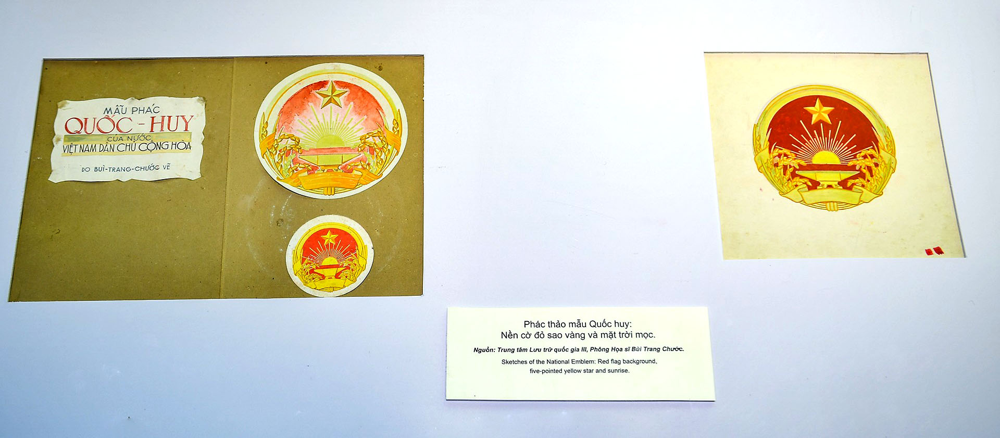 MẪU PHÁC
QUỐC - HUY
CỦA NƯỚC
VIỆT NAM DÂN CHỦ CỘNG HÒA
DO BUÌ-TRANG-CHƯỚC VẼ
Phác thảo mẫu Quốc huy:
Nền cờ đỏ sao vàng và mặt trời mọc.
Nguồn: Trung tâm Lưu trữ quốc gia III, Phông Họa sĩ Bùi Trang Chước.
Sketches of the National Emblem: Red flag background,
five-pointed yellow star and sunrise.